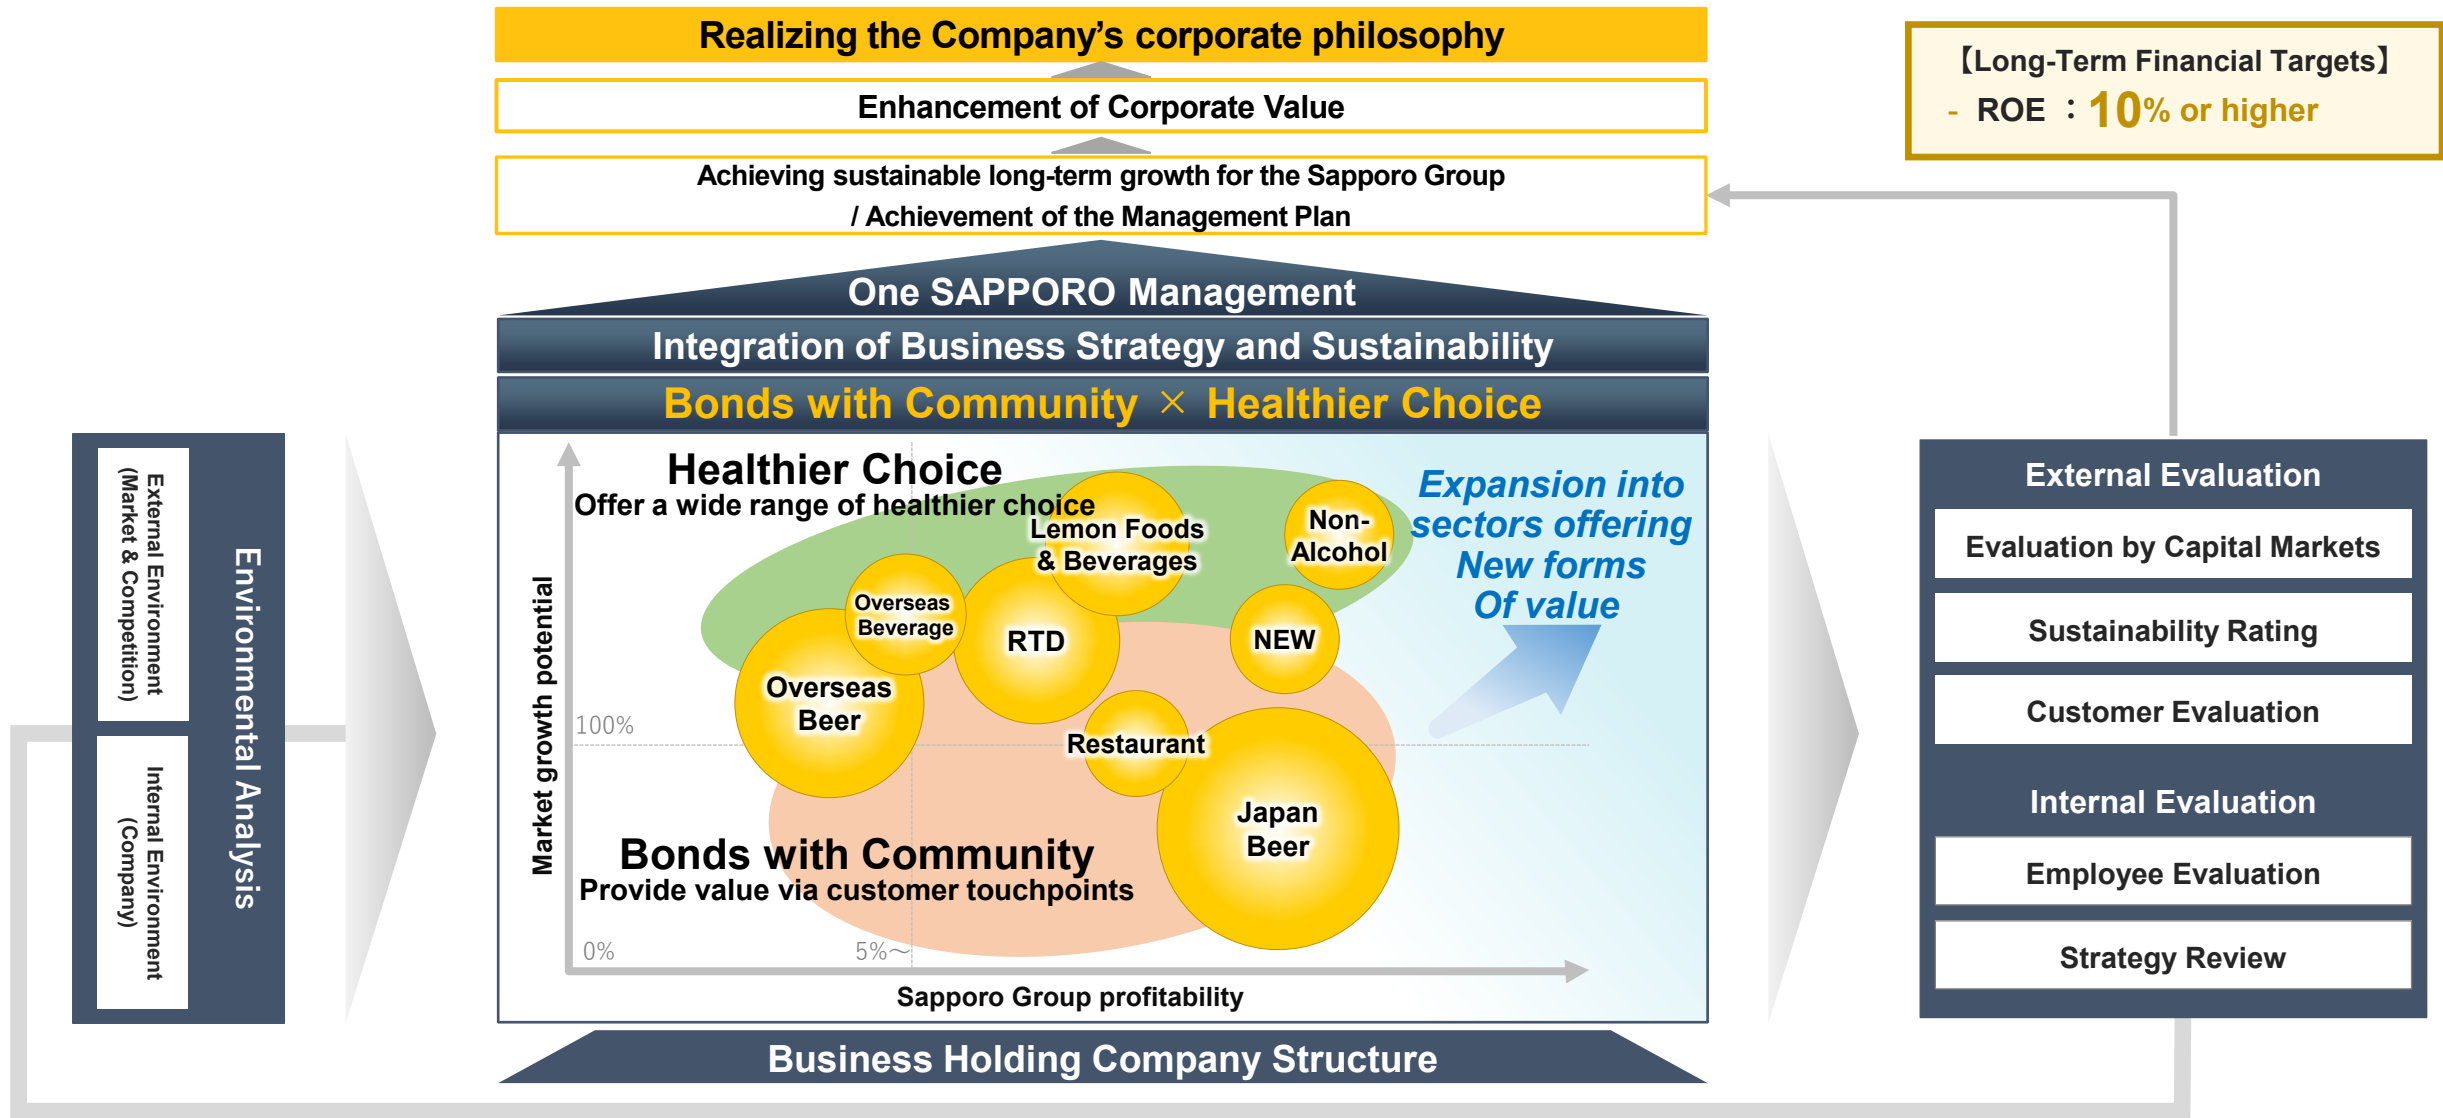 Realizing the Company’s corporate philosophy
Enhancement of Corporate Value
Achieving sustainable long-term growth for the Sapporo Group
/ Achievement of the Management Plan
【Long-Term Financial Targets】
- ROE ：10% or higher
One SAPPORO Management
Integration of Business Strategy and Sustainability
Bonds with Community × Healthier Choice
Environmental Analysis
External Environment
(Market & Competition)
Internal Environment
(Company)
Market growth potential
Healthier Choice
Offer a wide range of healthier choice
Lemon Foods
& Beverages
Non-
Alcohol
Overseas
Beverage
RTD
NEW
Overseas
Beer
Restaurant
Japan
Beer
Expansion into
sectors offering
New forms
Of value
100%
Bonds with Community
Provide value via customer touchpoints
0%
5%～
Sapporo Group profitability
Business Holding Company Structure
External Evaluation
Evaluation by Capital Markets
Sustainability Rating
Customer Evaluation
Internal Evaluation
Employee Evaluation
Strategy Review